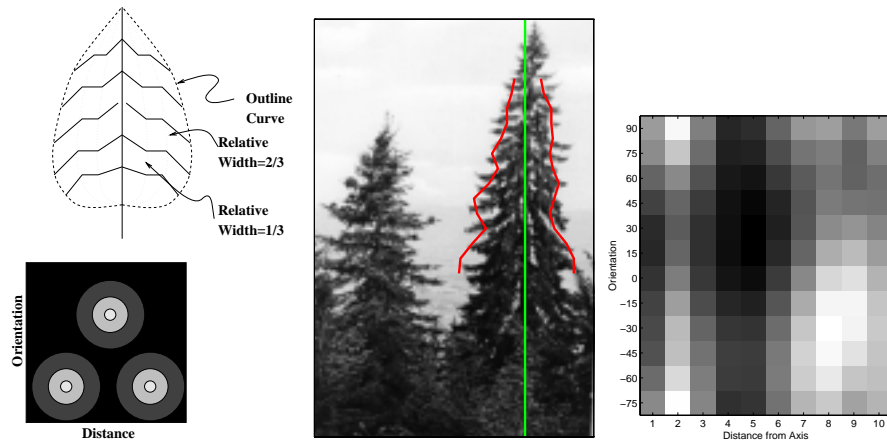 Outline
Curve
Relative
Width=2/3
Relative
Width=1/3
Orientation
Distance
Orientation
90
75
60
45
30
15
0
−15
−30
−45
−60
−75
1 2 3 4 5 6 7 8 9 10
Distance from Axis